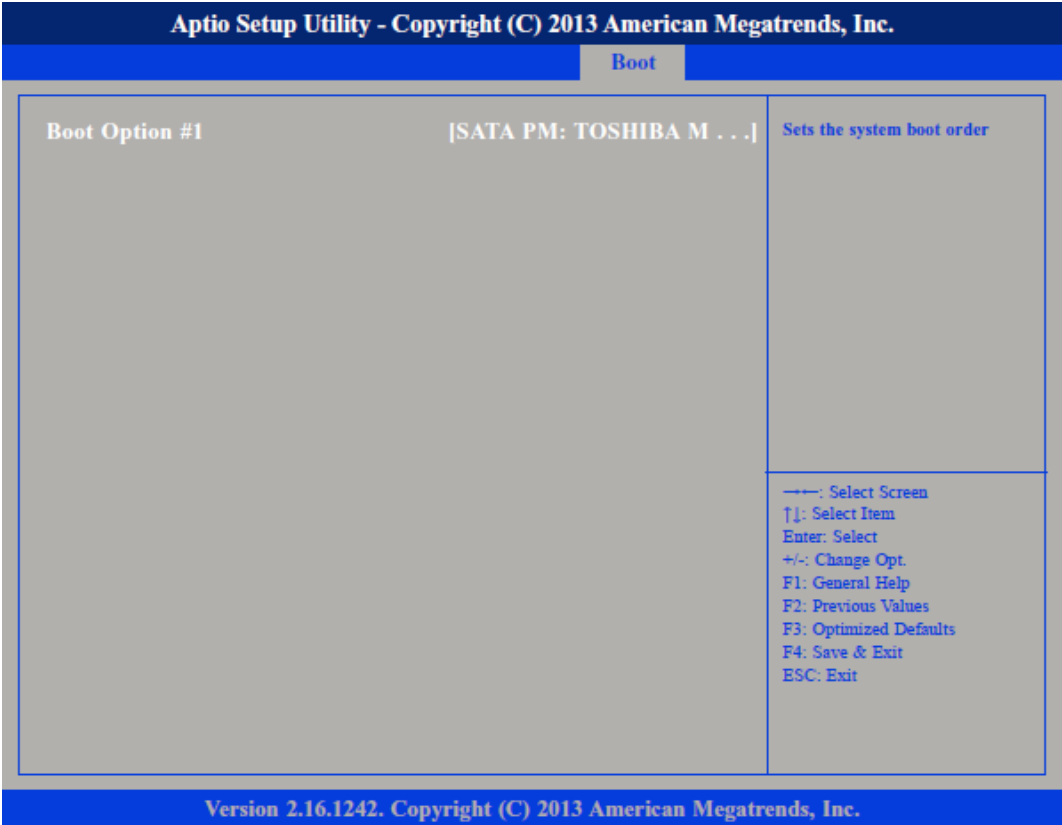 Aptio Setup Utility - Copyright (C) 2013 American Megatrends, Inc.
Boot
Boot Option #1 [SATA PM: TOSHIBA M . . .]
Sets the system boot order
→←: Select Screen
↑↓: Select Item
Enter: Select
+/-: Change Opt.
F1: General Help
F2: Previous Values
F3: Optimized Defaults
F4: Save & Exit
ESC: Exit
Version 2.16.1242. Copyright (C) 2013 American Megatrends, Inc.